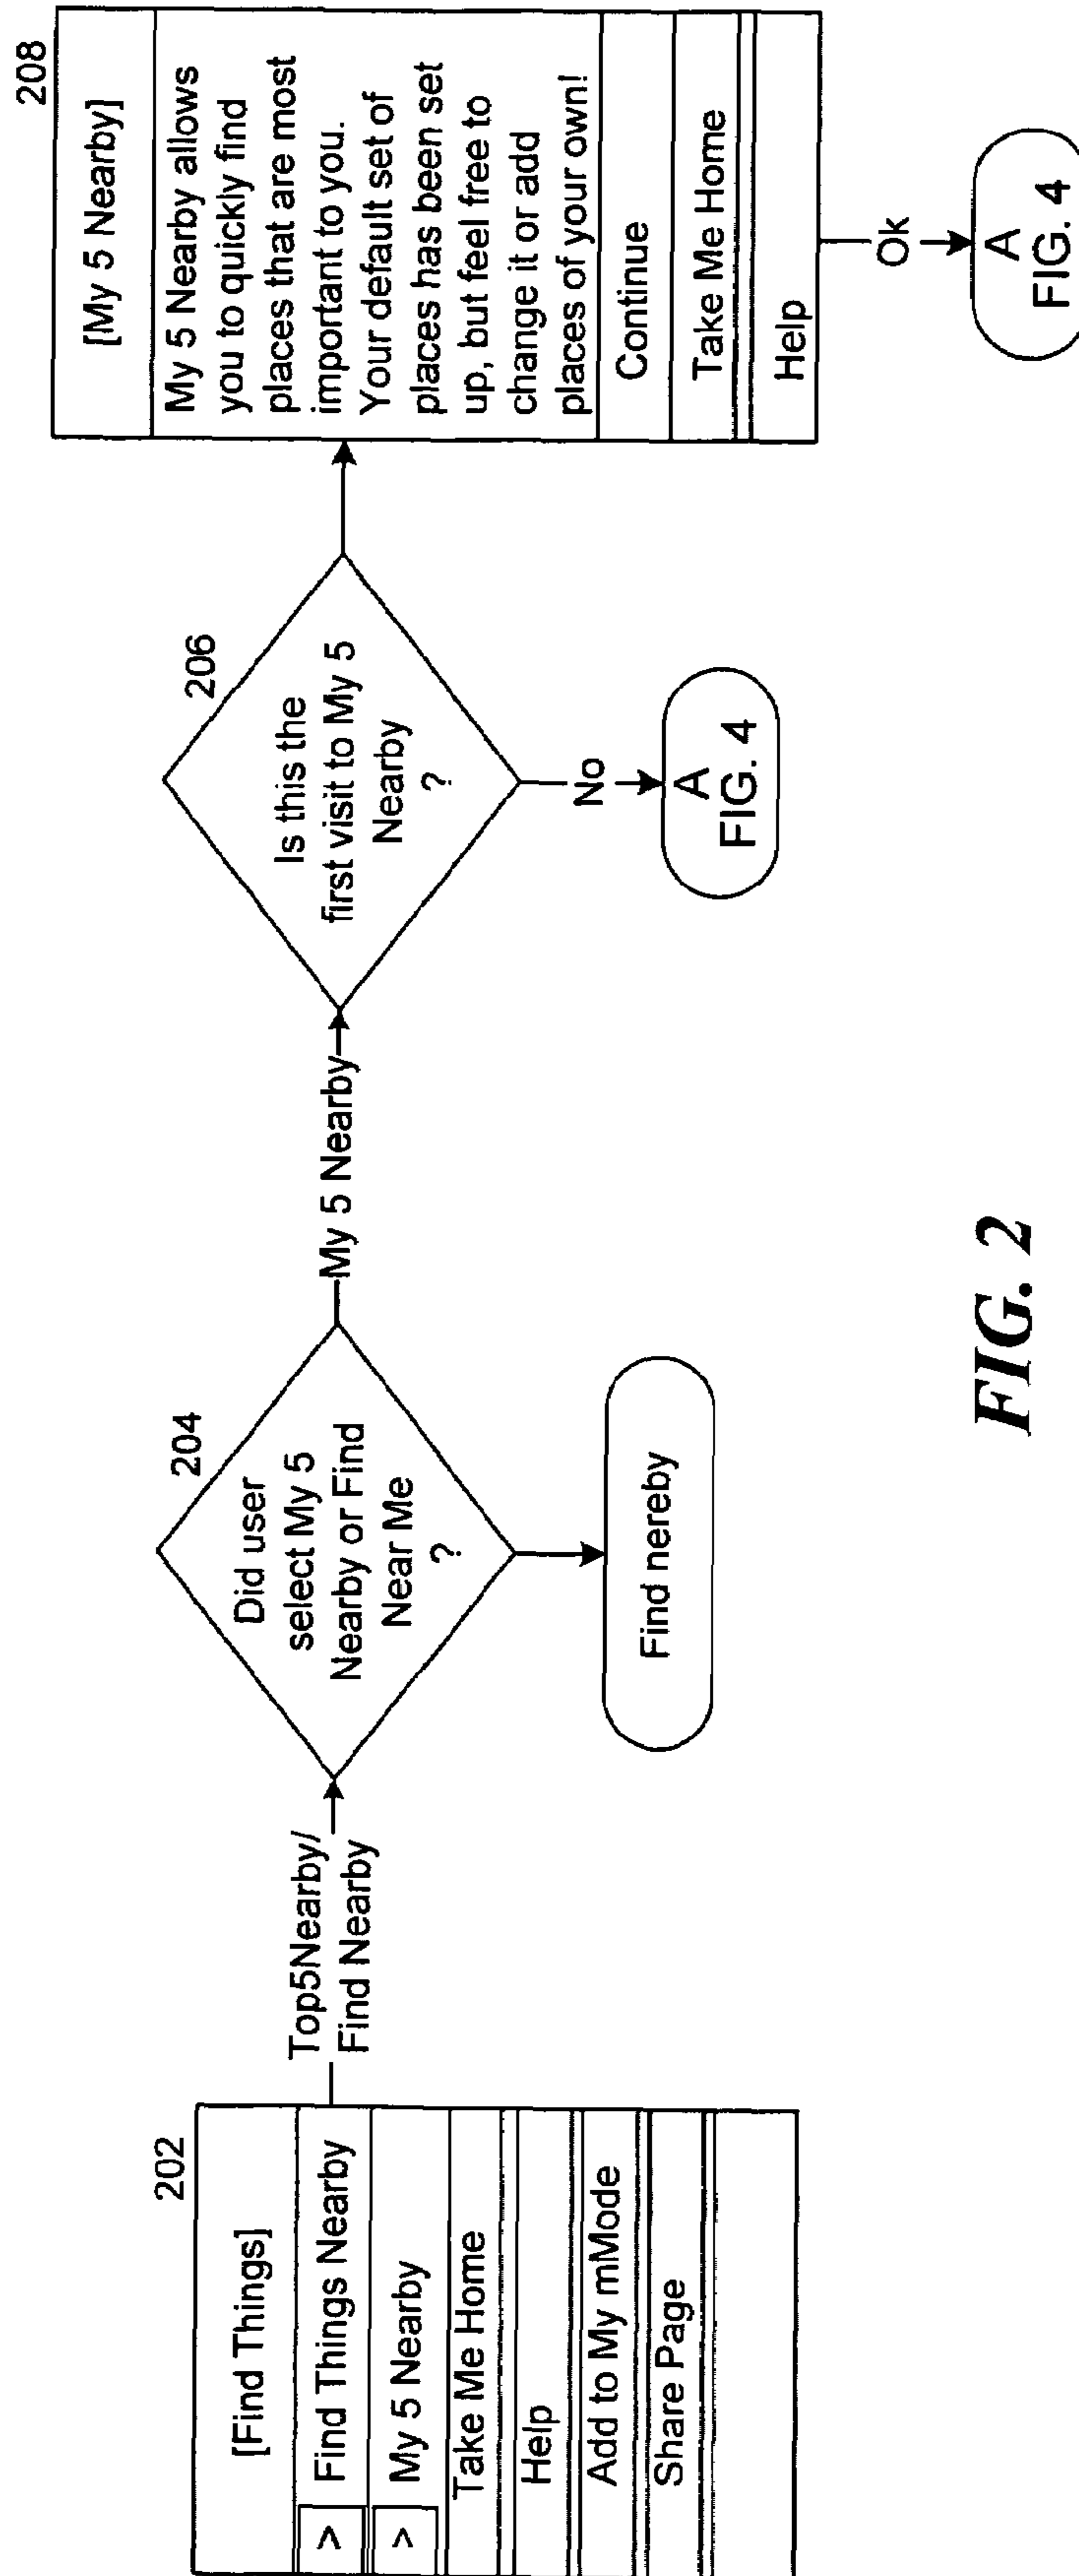 202
[Find Things]
> Find Things Nearby
> My 5 Nearby
Take Me Home
Help
Add to My mMode
Share Page
Top5Nearby/
Find Nearby
204
Did user
select My 5
Nearby or Find
Near Me
?
Find nereby
My 5 Nearby
206
Is this the
first visit to My 5
Nearby
?
No
A
FIG. 4
208
[My 5 Nearby]
My 5 Nearby allows
you to quickly find
places that are most
important to you.
Your default set of
places has been set
up, but feel free to
change it or add
places of your own!
Continue
Take Me Home
Help
Ok
A
FIG. 4
FIG. 2